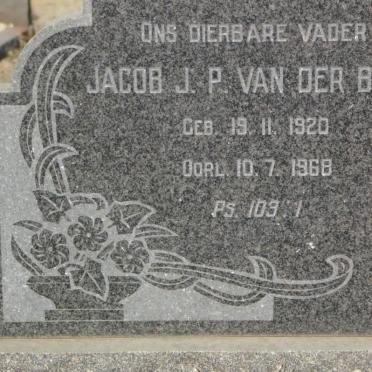 ONS DIERBARE VADER
JACOB J. P. VAN DER B
GEB. 19. 11. 1920
OORL. 10. 7. 1968
PS. 103:1